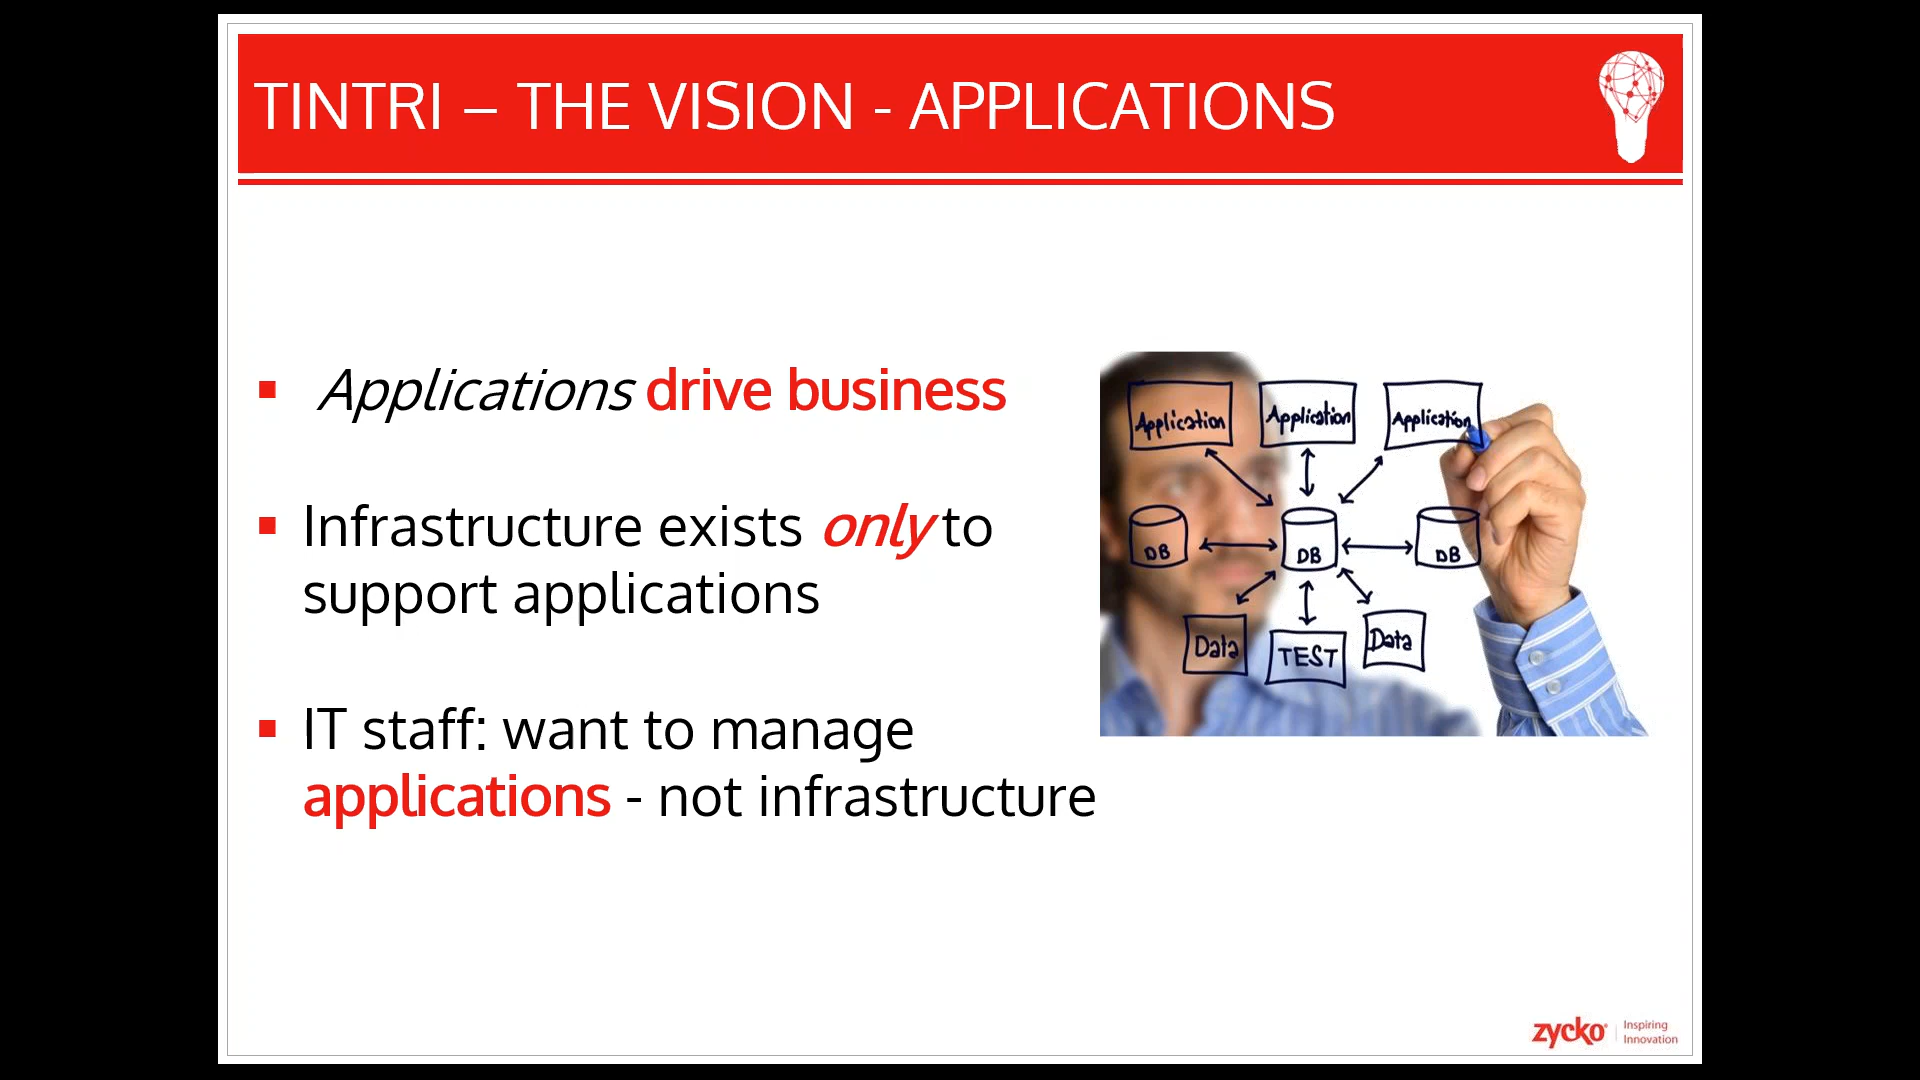 TINTRI – THE VISION - APPLICATIONS
Applications drive business
Infrastructure exists only to
support applications
IT staff: want to manage
applications - not infrastructure
Application
Application
Application
DB
DB
DB
Data
TEST
Data
zycko
Inspiring
Innovation